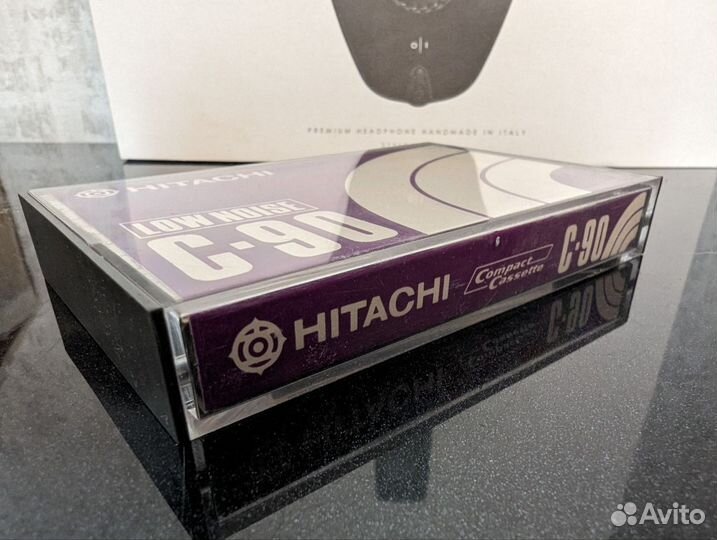 PREMIUM HEADPHONE HANDMADE IN ITALY
HITACHI
LOW NOISE
C-90
HITACHI
Compact
Cassette
C-90
Avito